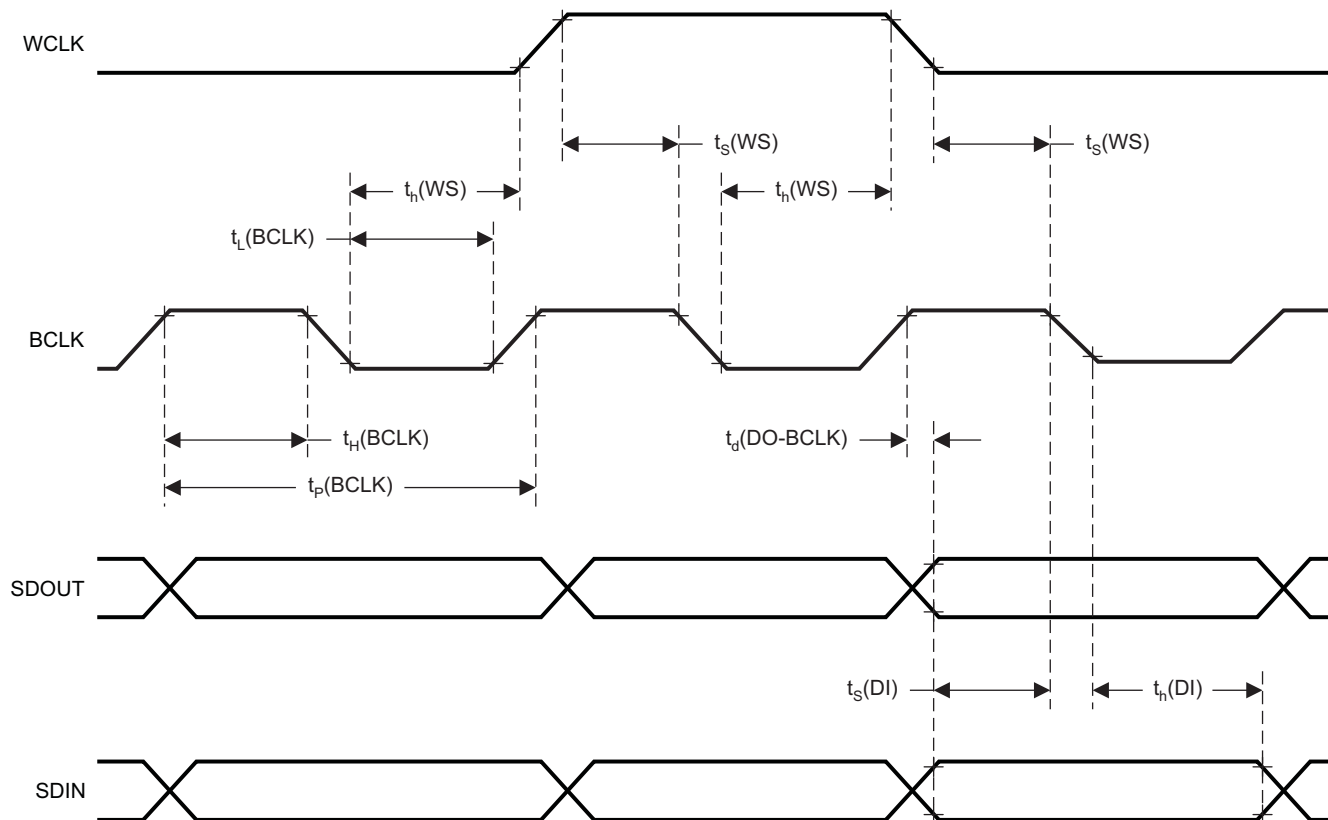 WCLK
tS(WS)
tS(WS)
th(WS)
th(WS)
tL(BCLK)
BCLK
tH(BCLK)
td(DO-BCLK)
tP(BCLK)
SDOUT
tS(DI)
th(DI)
SDIN